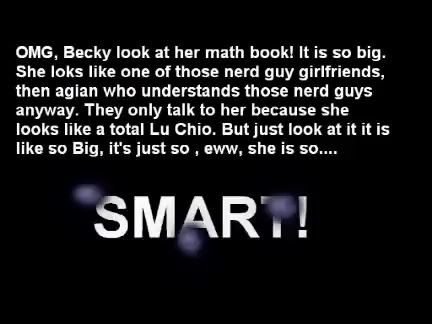 OMG, Becky look at her math book! It is so big.
She loks like one of those nerd guy girlfriends,
then agian who understands those nerd guys
anyway. They only talk to her because she
looks like a total Lu Chio. But just look at it it is
like so Big, it's just so , eww, she is so....
SMART!